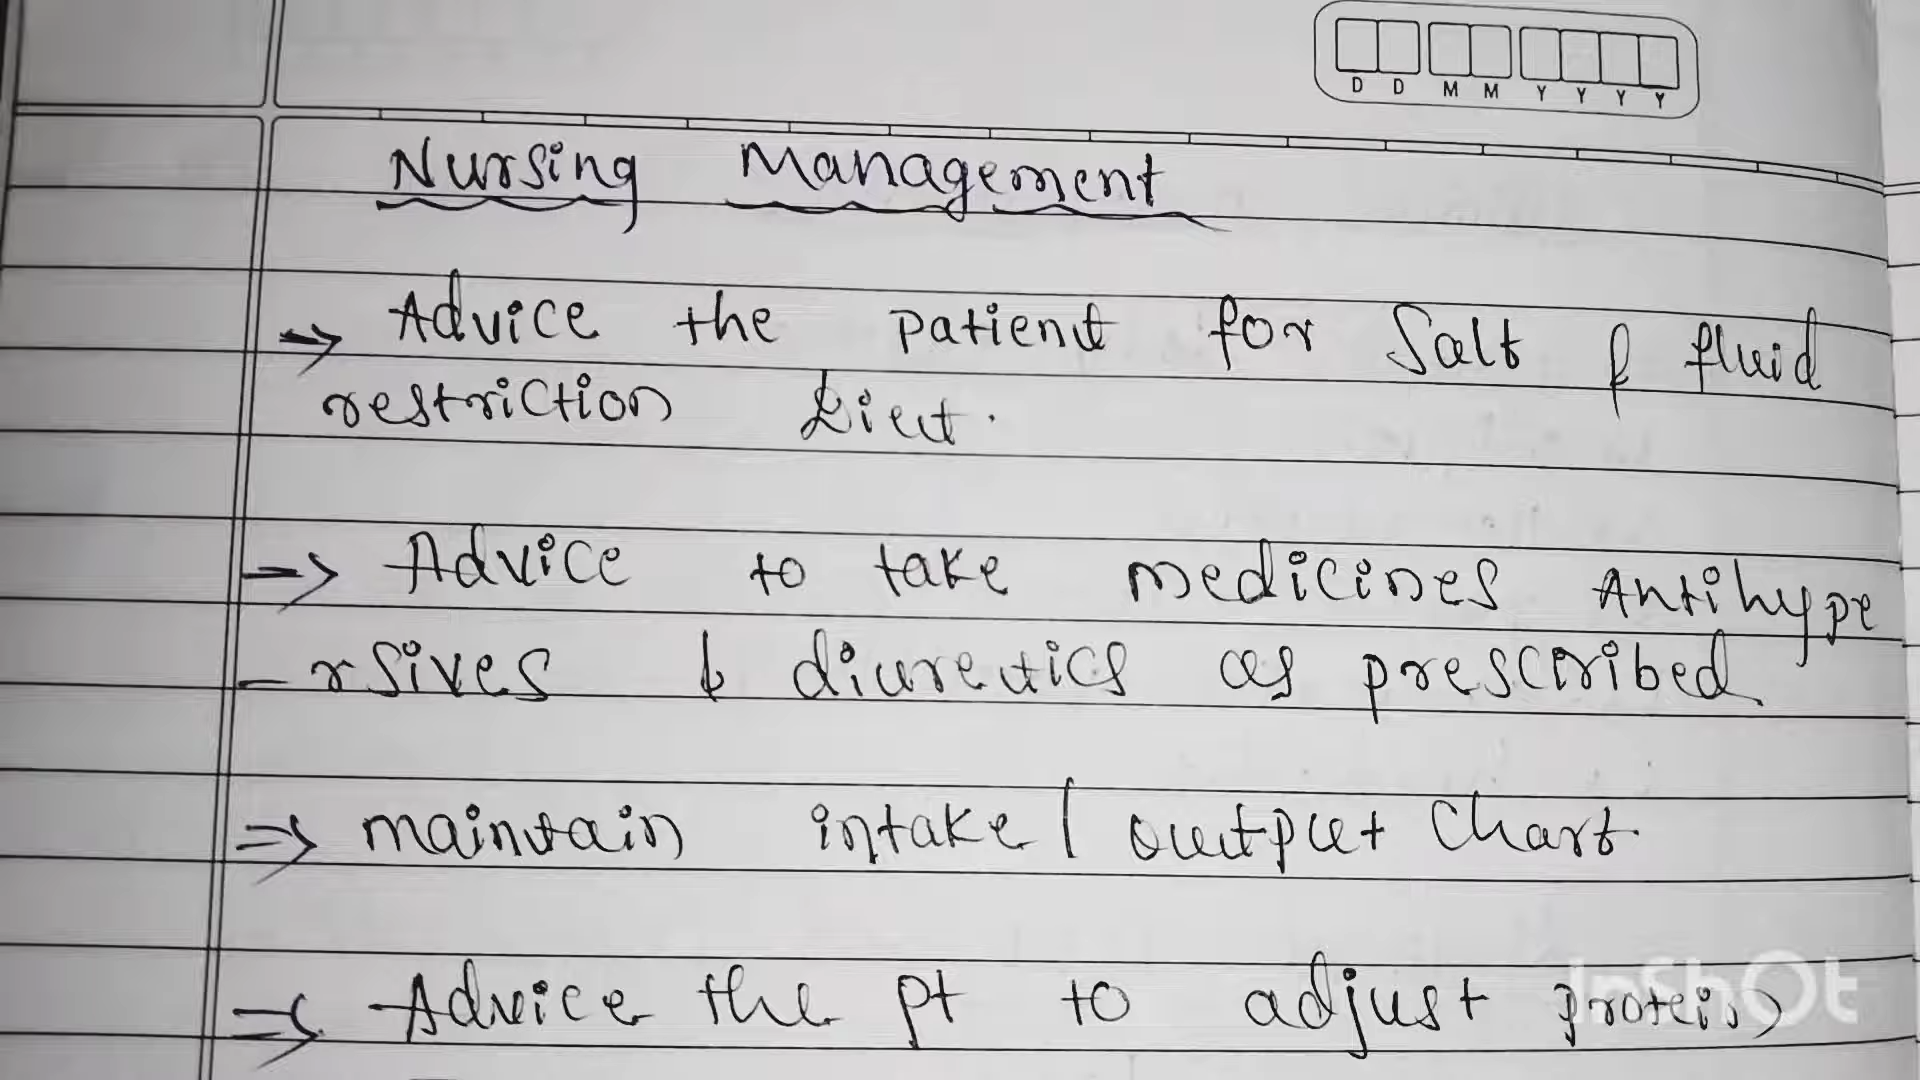 D D M M Y Y Y Y
Nursing Management
→ Advice the patient for Salt & fluid
restriction Diet.
=> Advice to take medicines Antihype
- rsives & diuretics as prescribed
=> maintain intake / output Chart.
=> Advice the pt to adjust protein
InShOt